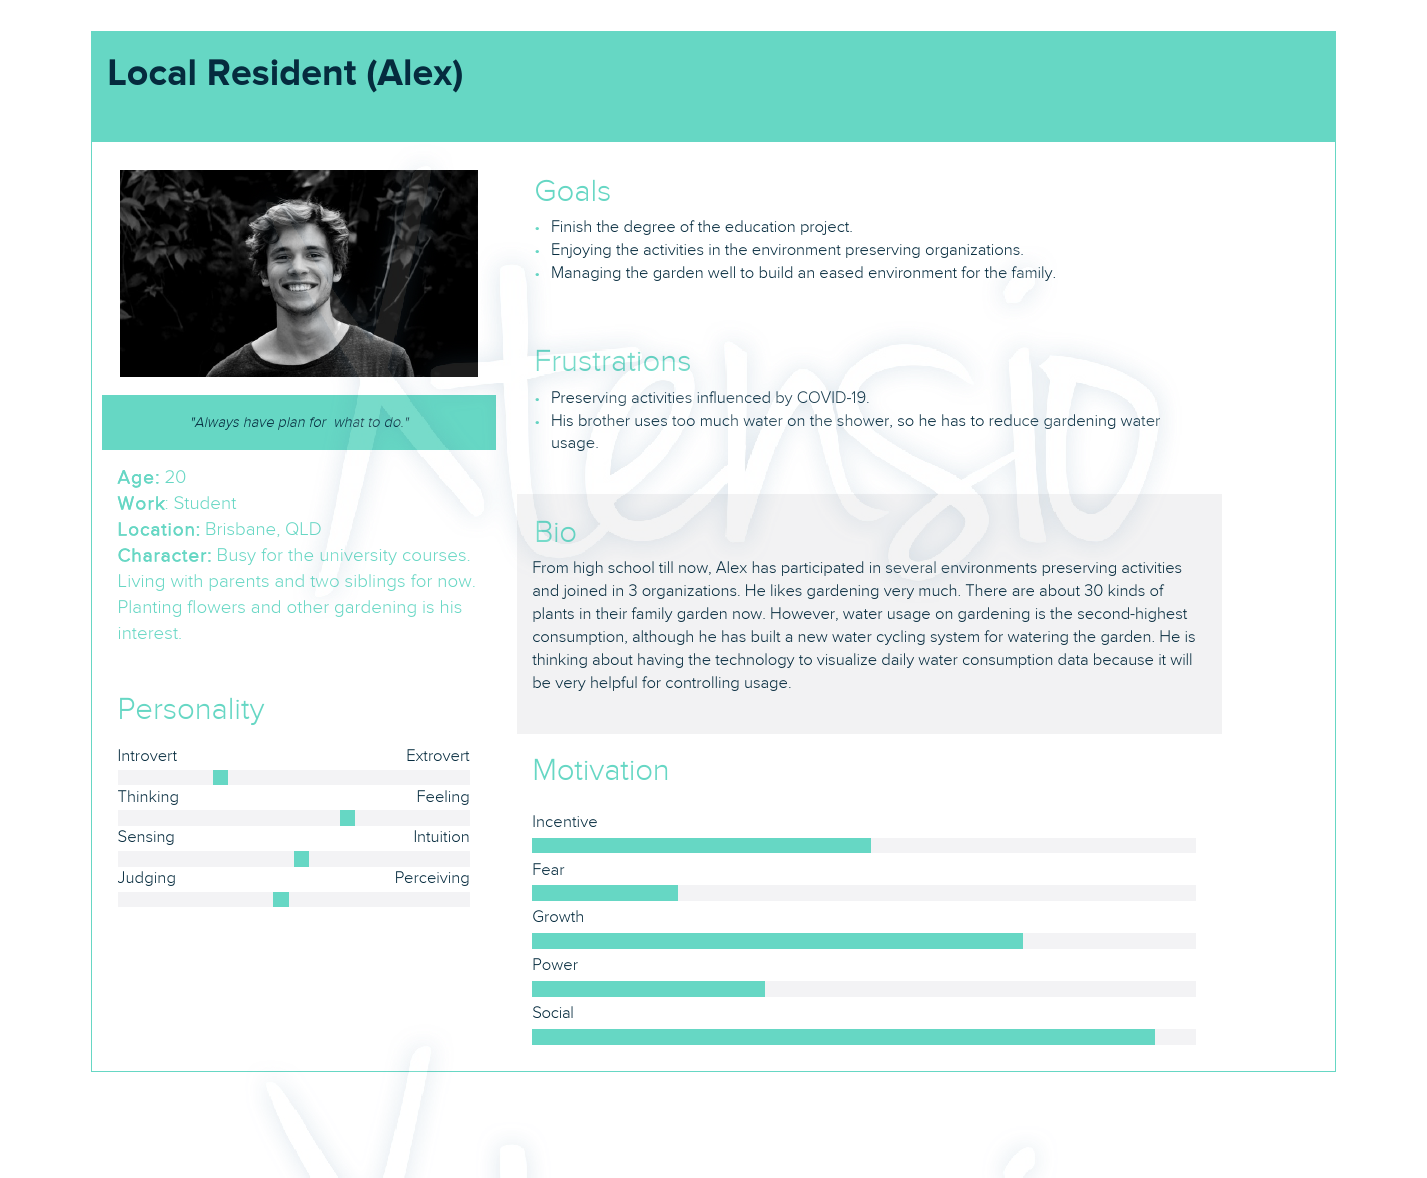 Local Resident (Alex)
"Always have plan for  what to do."
Age: 20
Work: Student
Location: Brisbane, QLD
Character: Busy for the university courses.
Living with parents and two siblings for now.
Planting flowers and other gardening is his
interest.
Personality
Introvert Extrovert
Thinking Feeling
Sensing Intuition
Judging Perceiving
Goals
• Finish the degree of the education project.
• Enjoying the activities in the environment preserving organizations.
• Managing the garden well to build an eased environment for the family.
Frustrations
• Preserving activities influenced by COVID-19.
• His brother uses too much water on the shower, so he has to reduce gardening water
usage.
Bio
From high school till now, Alex has participated in several environments preserving activities
and joined in 3 organizations. He likes gardening very much. There are about 30 kinds of
plants in their family garden now. However, water usage on gardening is the second-highest
consumption, although he has built a new water cycling system for watering the garden. He is
thinking about having the technology to visualize daily water consumption data because it will
be very helpful for controlling usage.
Motivation
Incentive
Fear
Growth
Power
Social
Xtensio